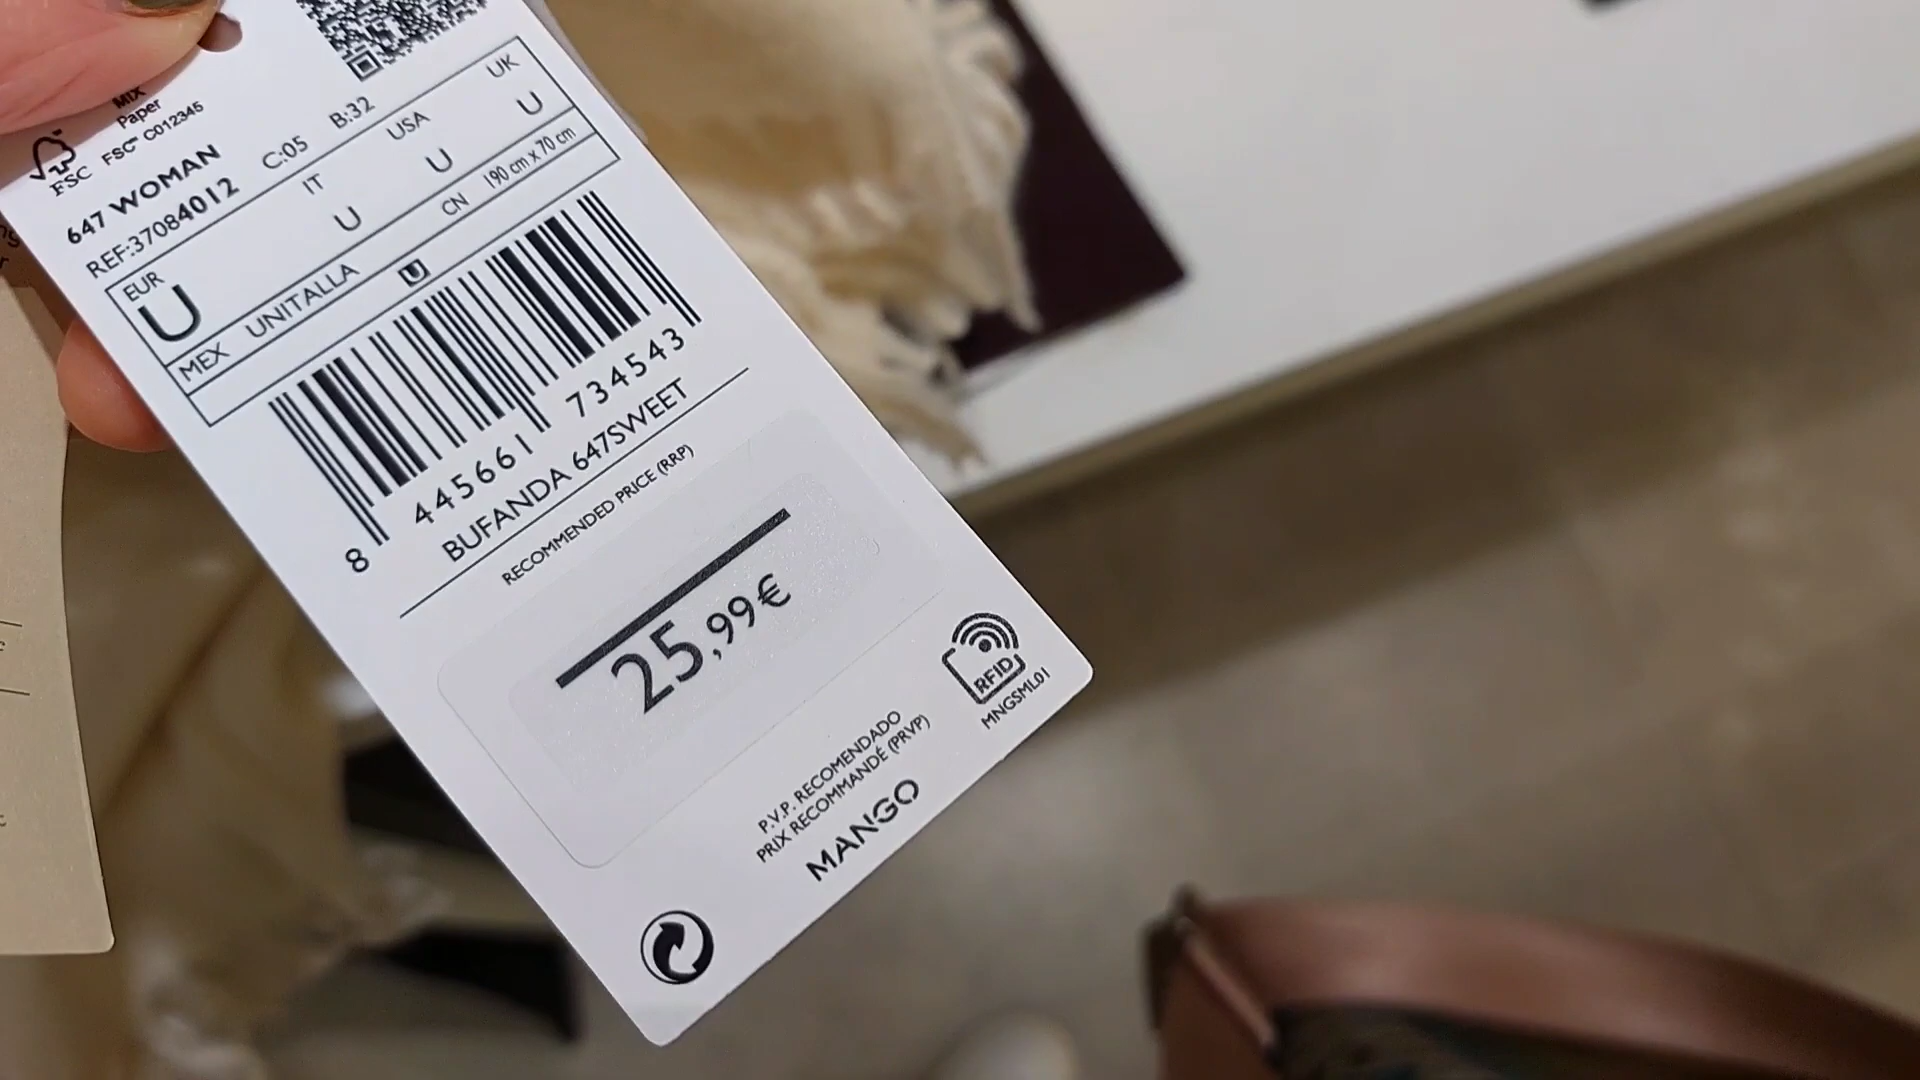 MIX
Paper
FSC® C012345
FSC
647 WOMAN
REF:37084012 C:05 B:32
EUR IT USA UK
U U U U
MEX UNITALLA U CN 190 cm x 70 cm
8 445661 734543
BUFANDA 647SWEET
RECOMMENDED PRICE (RRP)
25,99€
RFID
MNGSML01
P.V.P. RECOMENDADO
PRIX RECOMMANDÉ (PRVP)
MANGO